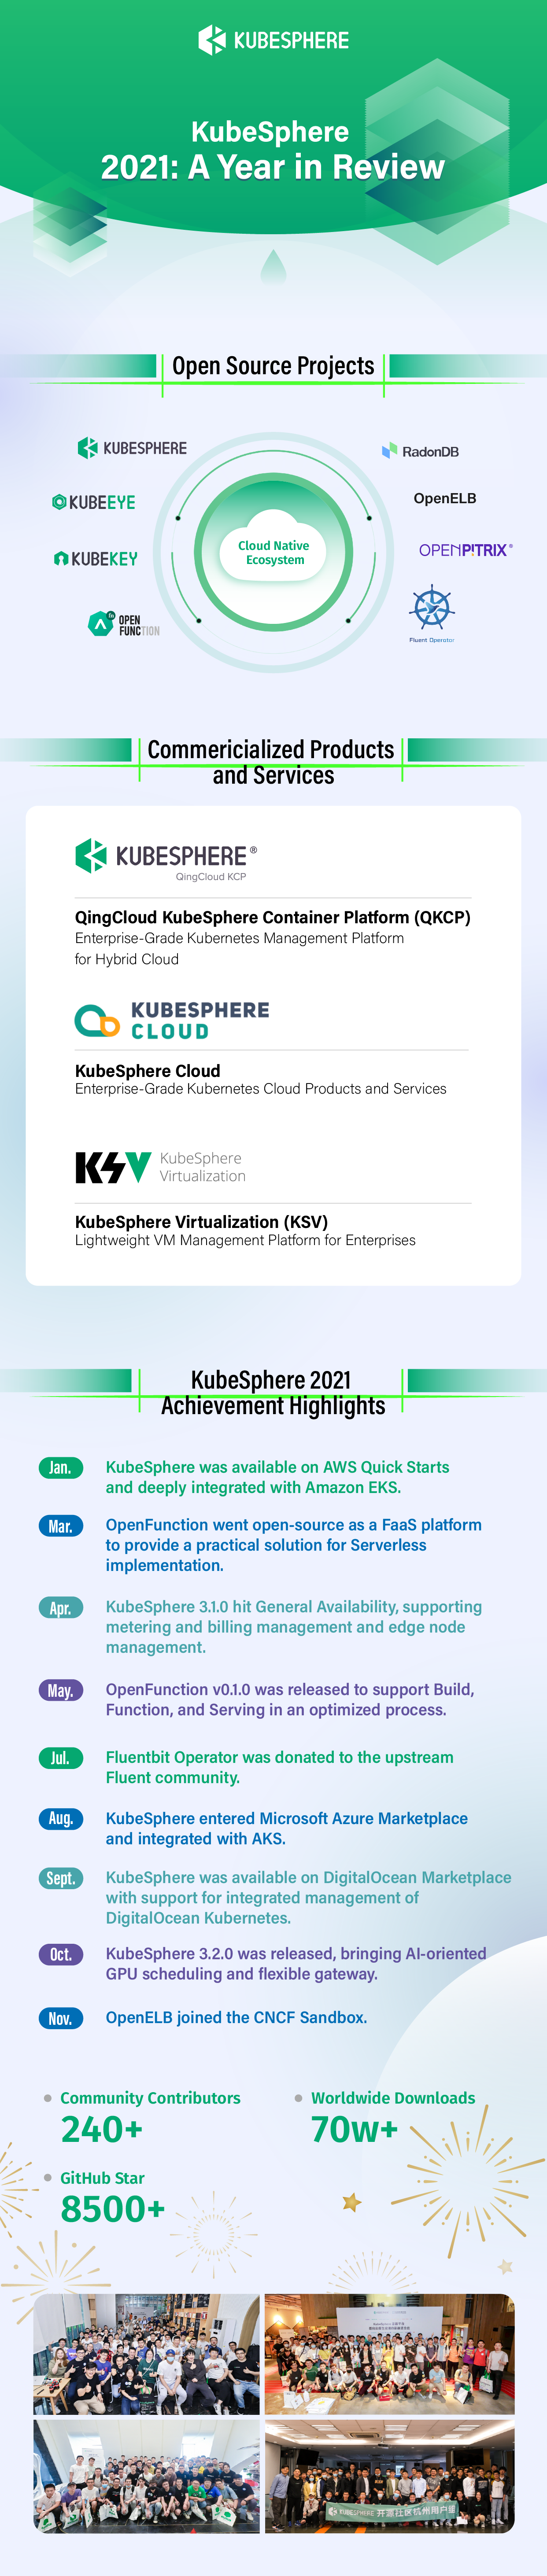 KUBESPHERE
KubeSphere
2021: A Year in Review
Open Source Projects
KUBESPHERE
KUBEEYE
KUBEKEY
OPEN
FUNCTION
Cloud Native
Ecosystem
RadonDB
OpenELB
OPENPITRIX®
Fluent Operator
Commericialized Products
and Services
KUBESPHERE®
QingCloud KCP
QingCloud KubeSphere Container Platform (QKCP)
Enterprise-Grade Kubernetes Management Platform
for Hybrid Cloud
KUBESPHERE
CLOUD
KubeSphere Cloud
Enterprise-Grade Kubernetes Cloud Products and Services
KSV
KubeSphere
Virtualization
KubeSphere Virtualization (KSV)
Lightweight VM Management Platform for Enterprises
KubeSphere 2021
Achievement Highlights
Jan.
KubeSphere was available on AWS Quick Starts
and deeply integrated with Amazon EKS.
Mar.
OpenFunction went open-source as a FaaS platform
to provide a practical solution for Serverless
implementation.
Apr.
KubeSphere 3.1.0 hit General Availability, supporting
metering and billing management and edge node
management.
May.
OpenFunction v0.1.0 was released to support Build,
Function, and Serving in an optimized process.
Jul.
Fluentbit Operator was donated to the upstream
Fluent community.
Aug.
KubeSphere entered Microsoft Azure Marketplace
and integrated with AKS.
Sept.
KubeSphere was available on DigitalOcean Marketplace
with support for integrated management of
DigitalOcean Kubernetes.
Oct.
KubeSphere 3.2.0 was released, bringing AI-oriented
GPU scheduling and flexible gateway.
Nov.
OpenELB joined the CNCF Sandbox.
Community Contributors
240+
Worldwide Downloads
70w+
GitHub Star
8500+
KUBESPHERE 开源社区杭州用户组